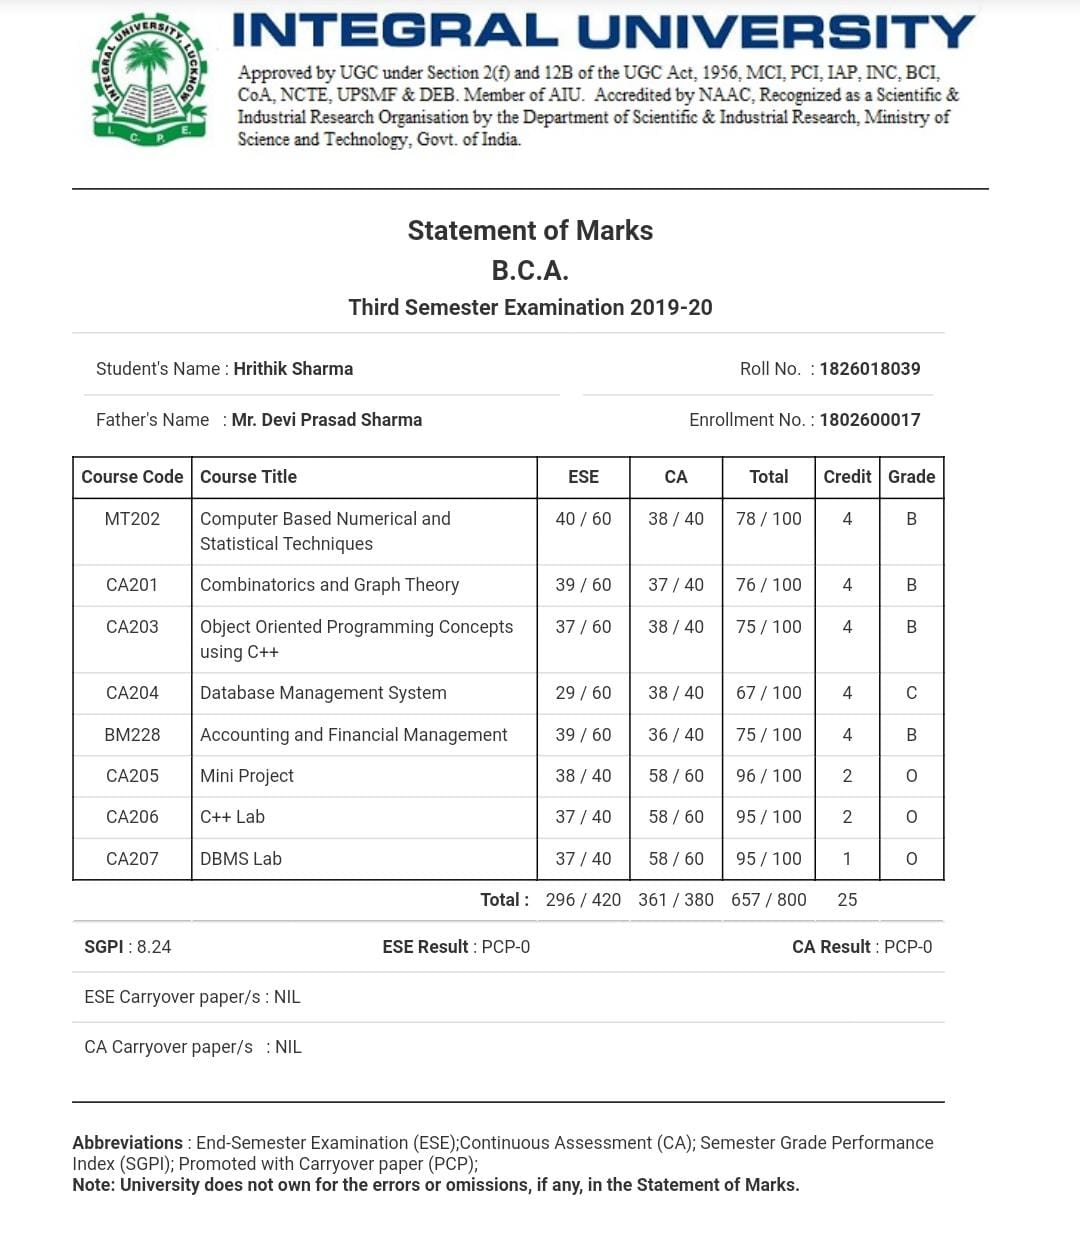 INTEGRAL UNIVERSITY, LUCKNOW
I. C. P. E.
INTEGRAL UNIVERSITY
Approved by UGC under Section 2(f) and 12B of the UGC Act, 1956, MCI, PCI, IAP, INC, BCI,
CoA, NCTE, UPSMF & DEB. Member of AIU. Accredited by NAAC, Recognized as a Scientific &
Industrial Research Organisation by the Department of Scientific & Industrial Research, Ministry of
Science and Technology, Govt. of India.
Statement of Marks
B.C.A.
Third Semester Examination 2019-20
Student's Name : Hrithik Sharma Roll No. : 1826018039
Father's Name : Mr. Devi Prasad Sharma Enrollment No. : 1802600017
Course Code Course Title ESE CA Total Credit Grade
MT202 Computer Based Numerical and 40 / 60 38 / 40 78 / 100 4 B
Statistical Techniques
CA201 Combinatorics and Graph Theory 39 / 60 37 / 40 76 / 100 4 B
CA203 Object Oriented Programming Concepts 37 / 60 38 / 40 75 / 100 4 B
using C++
CA204 Database Management System 29 / 60 38 / 40 67 / 100 4 C
BM228 Accounting and Financial Management 39 / 60 36 / 40 75 / 100 4 B
CA205 Mini Project 38 / 40 58 / 60 96 / 100 2 O
CA206 C++ Lab 37 / 40 58 / 60 95 / 100 2 O
CA207 DBMS Lab 37 / 40 58 / 60 95 / 100 1 O
Total : 296 / 420 361 / 380 657 / 800 25
SGPI : 8.24 ESE Result : PCP-0 CA Result : PCP-0
ESE Carryover paper/s : NIL
CA Carryover paper/s : NIL
Abbreviations : End-Semester Examination (ESE);Continuous Assessment (CA); Semester Grade Performance
Index (SGPI); Promoted with Carryover paper (PCP);
Note: University does not own for the errors or omissions, if any, in the Statement of Marks.